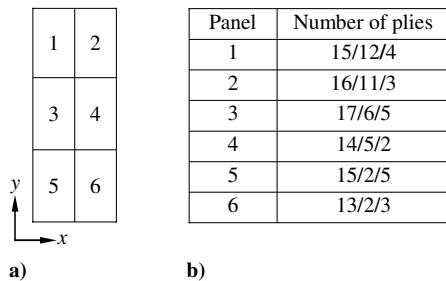 1 2
3 4
5 6
y
x
a)
Panel Number of plies
1 15/12/4
2 16/11/3
3 17/6/5
4 14/5/2
5 15/2/5
6 13/2/3
b)